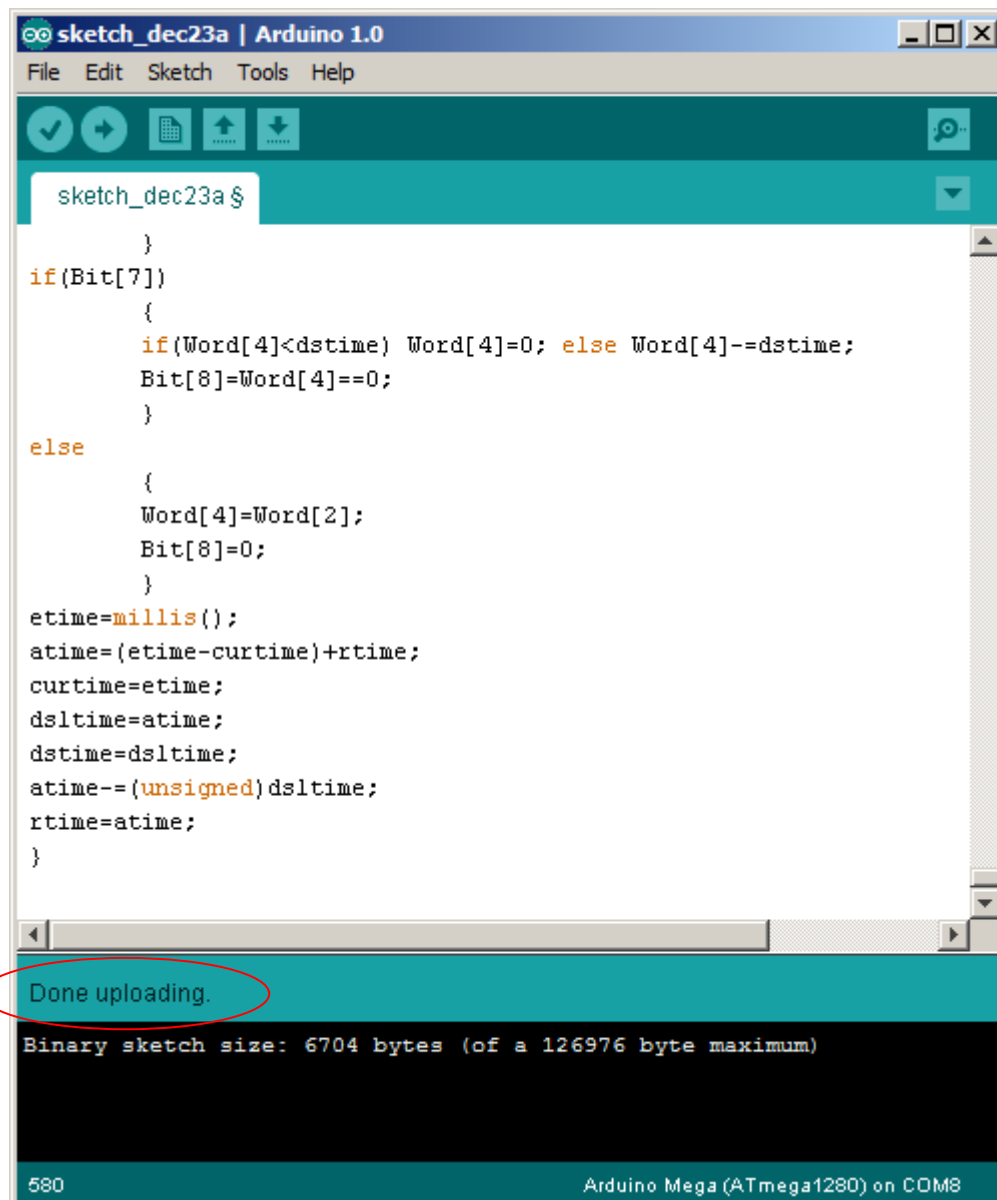 sketch_dec23a | Arduino 1.0
File Edit Sketch Tools Help
sketch_dec23a §
}
if(Bit[7])
{
if(Word[4]<dstime) Word[4]=0; else Word[4]-=dstime;
Bit[8]=Word[4]==0;
}
else
{
Word[4]=Word[2];
Bit[8]=0;
}
etime=millis();
atime=(etime-curtime)+rtime;
curtime=etime;
dsltime=atime;
dstime=dsltime;
atime-=(unsigned)dsltime;
rtime=atime;
}
Done uploading.
Binary sketch size: 6704 bytes (of a 126976 byte maximum)
580 Arduino Mega (ATmega1280) on COM8